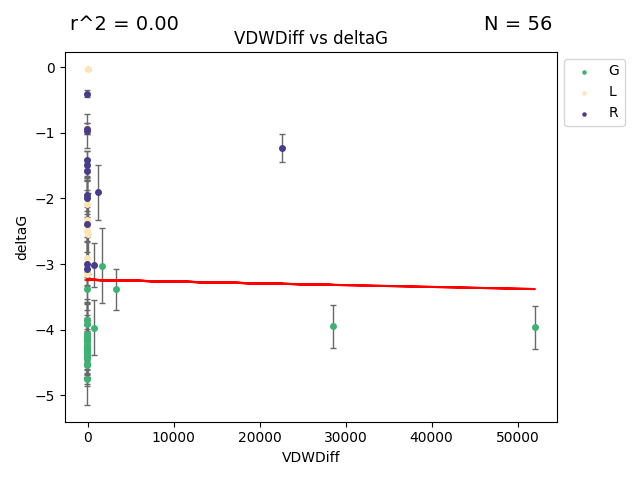 r^2 = 0.00
N = 56
VDWDiff vs deltaG
G
L
R
0
−1
−2
−3
−4
−5
deltaG
0
10000
20000
30000
40000
50000
VDWDiff